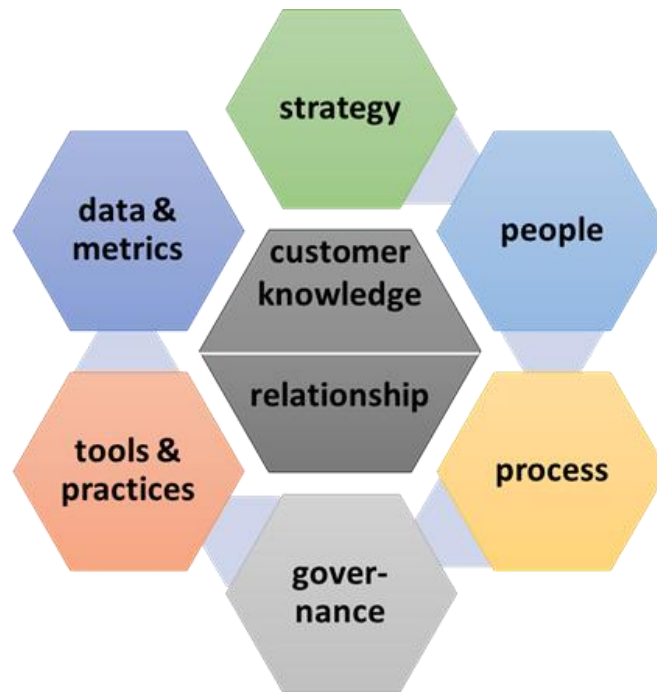 strategy
people
process
gover-
nance
tools &
practices
data &
metrics
customer
knowledge
relationship